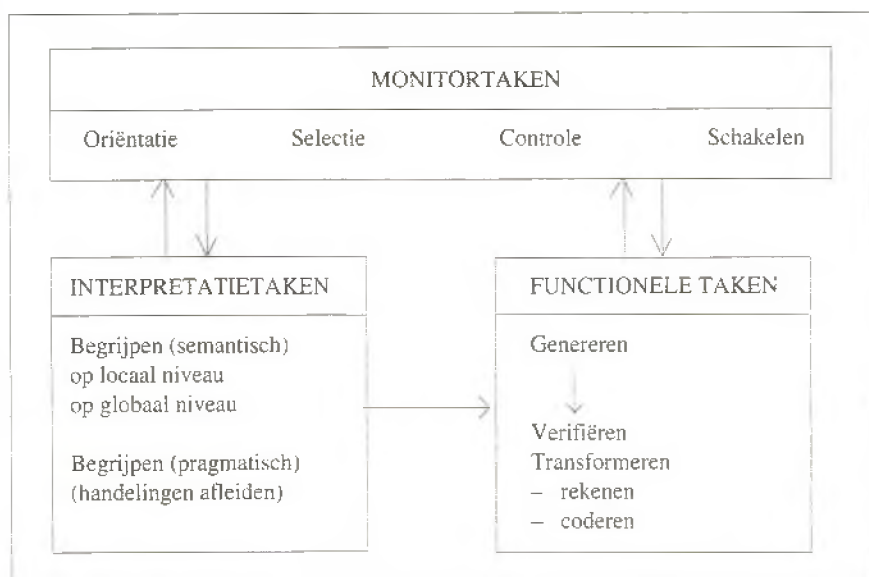 MONITORTAKEN
Oriëntatie Selectie Controle Schakelen
INTERPRETATIETAKEN
Begrijpen (semantisch)
op locaal niveau
op globaal niveau
Begrijpen (pragmatisch)
(handelingen afleiden)
FUNCTIONELE TAKEN
Genereren
Verifiëren
Transformeren
– rekenen
– coderen